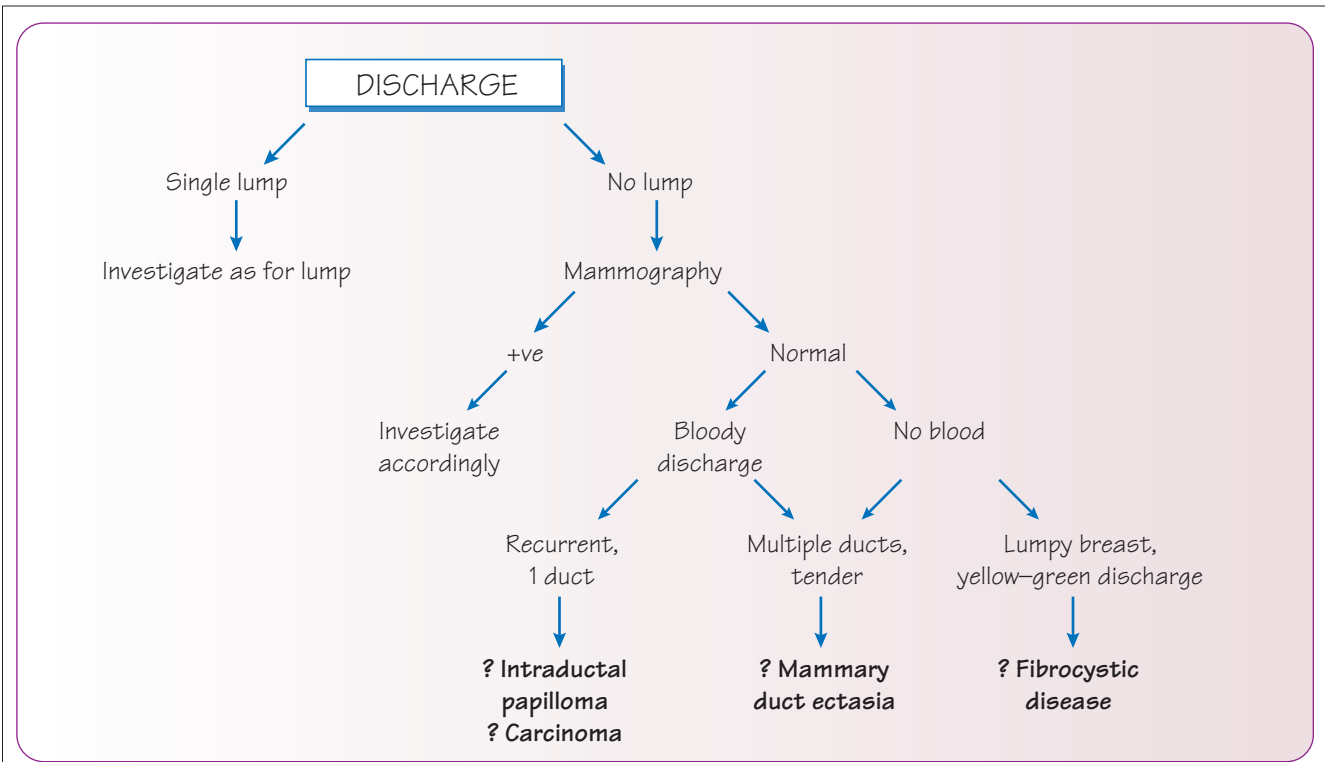 DISCHARGE
Single lump
No lump
Investigate as for lump
Mammography
+ve
Normal
Investigate
accordingly
Bloody
discharge
No blood
Recurrent,
1 duct
Multiple ducts,
tender
Lumpy breast,
yellow–green discharge
? Intraductal
papilloma
? Carcinoma
? Mammary
duct ectasia
? Fibrocystic
disease